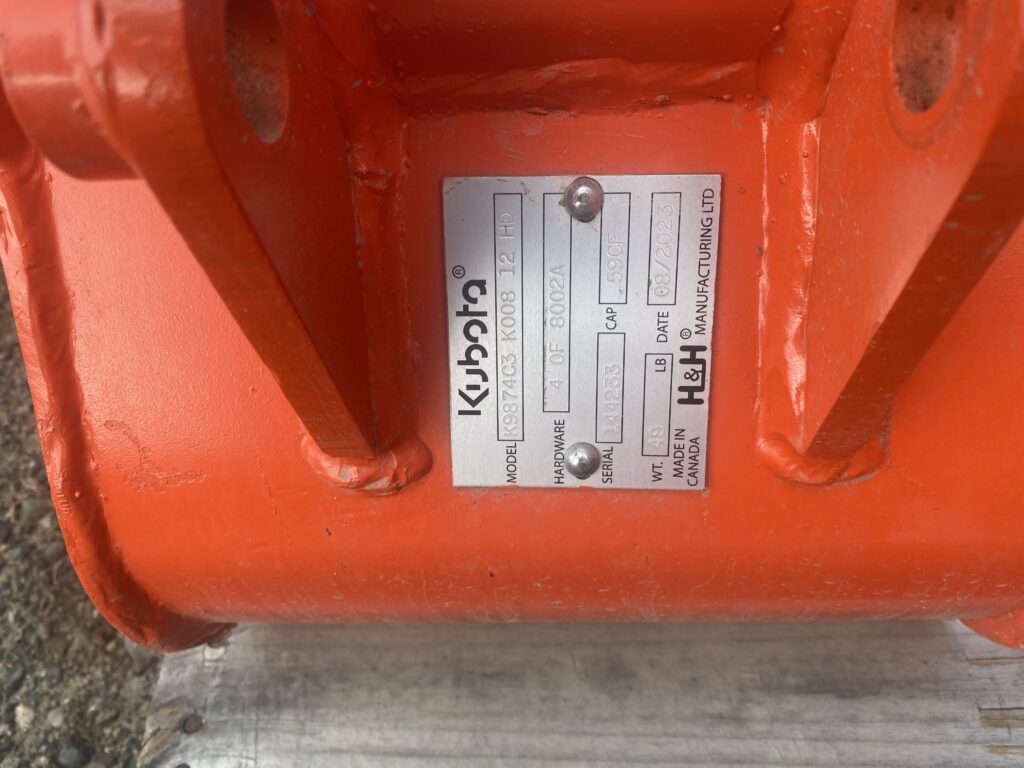 Kubota®
MODEL K9874C3 K008 12 HD
HARDWARE 4 OF 8002A
SERIAL 144233 CAP .59CF
WT. 49 LB DATE 08/2023
MADE IN
CANADA
H&H® MANUFACTURING LTD